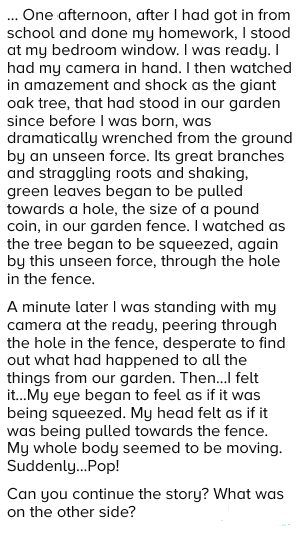 ... One afternoon, after I had got in from
school and done my homework, I stood
at my bedroom window. I was ready. I
had my camera in hand. I then watched
in amazement and shock as the giant
oak tree, that had stood in our garden
since before I was born, was
dramatically wrenched from the ground
by an unseen force. Its great branches
and straggling roots and shaking,
green leaves began to be pulled
towards a hole, the size of a pound
coin, in our garden fence. I watched as
the tree began to be squeezed, again
by this unseen force, through the hole
in the fence.
A minute later I was standing with my
camera at the ready, peering through
the hole in the fence, desperate to find
out what had happened to all the
things from our garden. Then...I felt
it...My eye began to feel as if it was
being squeezed. My head felt as if it
was being pulled towards the fence.
My whole body seemed to be moving.
Suddenly...Pop!
Can you continue the story? What was
on the other side?